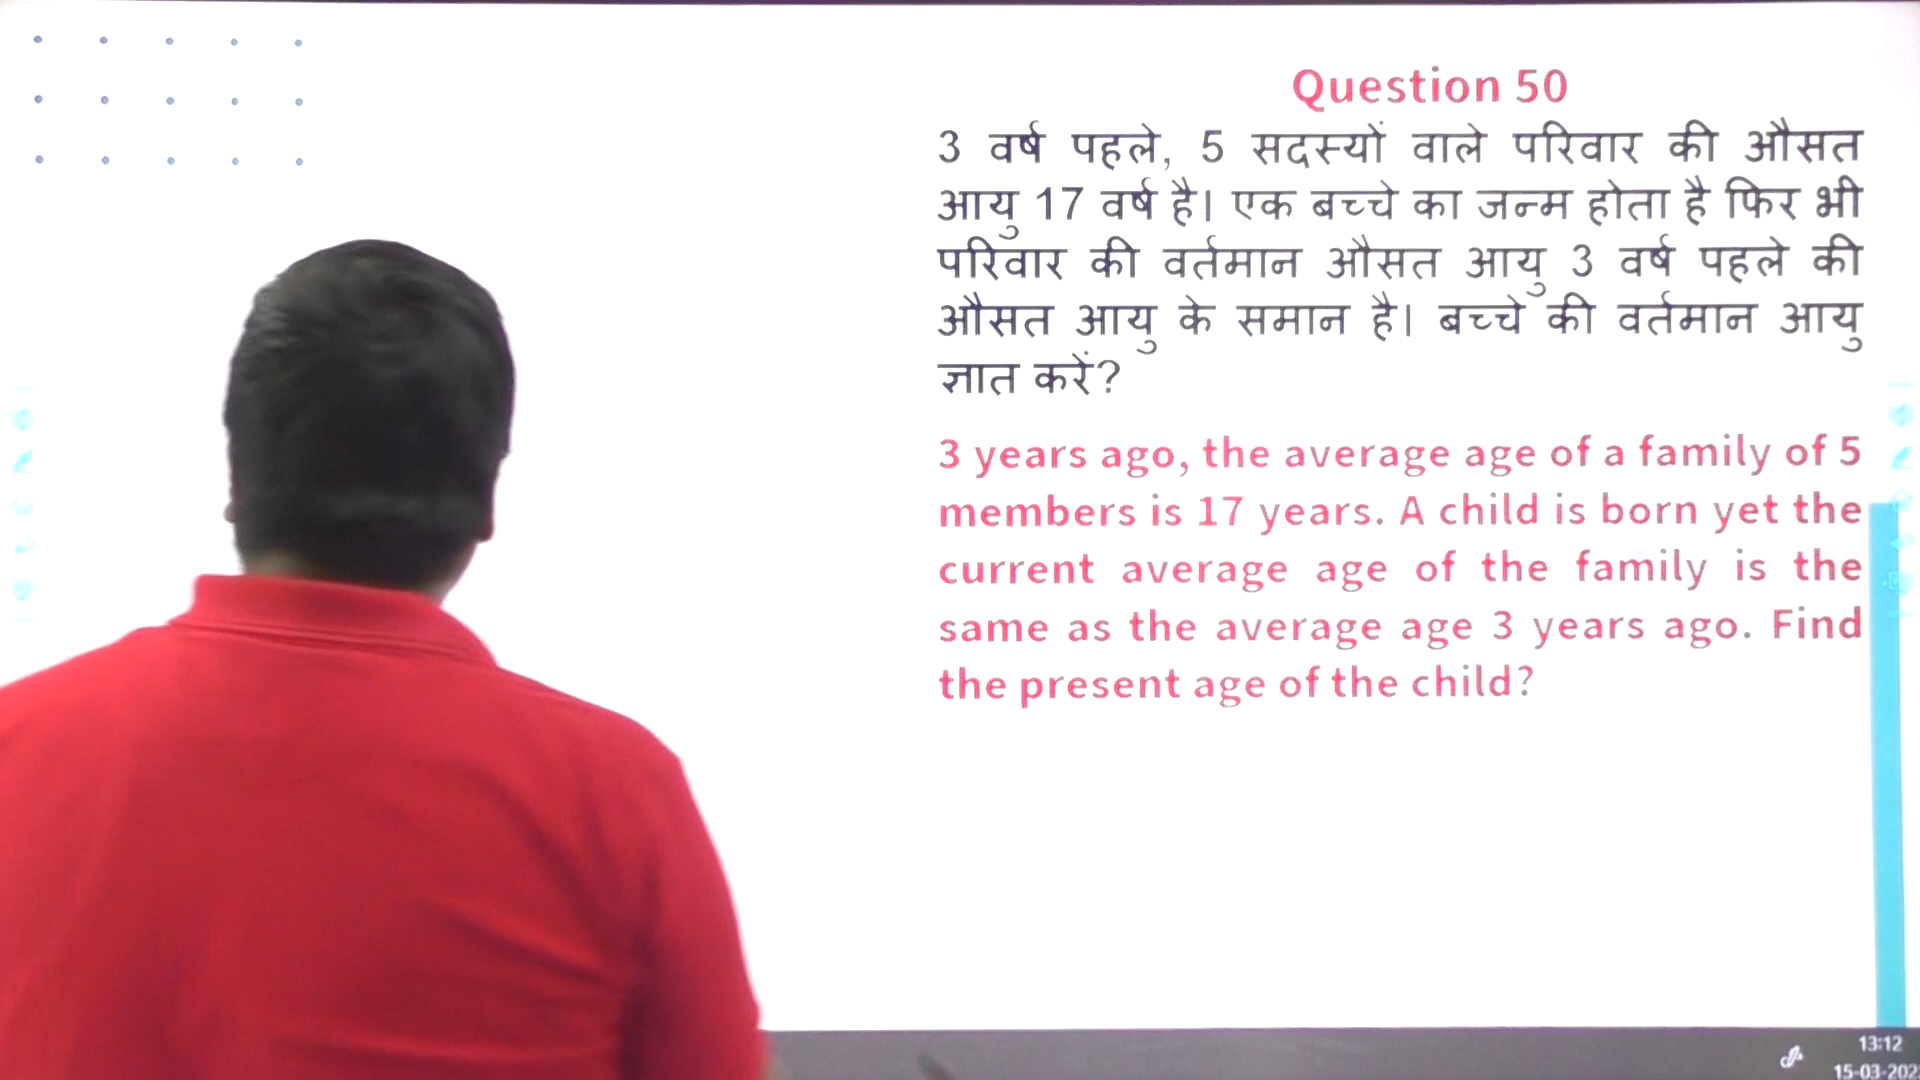 Question 50
3 वर्ष पहले, 5 सदस्यों वाले परिवार की औसत
आयु 17 वर्ष है। एक बच्चे का जन्म होता है फिर भी
परिवार की वर्तमान औसत आयु 3 वर्ष पहले की
औसत आयु के समान है। बच्चे की वर्तमान आयु
ज्ञात करें?
3 years ago, the average age of a family of 5
members is 17 years. A child is born yet the
current average age of the family is the
same as the average age 3 years ago. Find
the present age of the child?
13:12
15-03-202